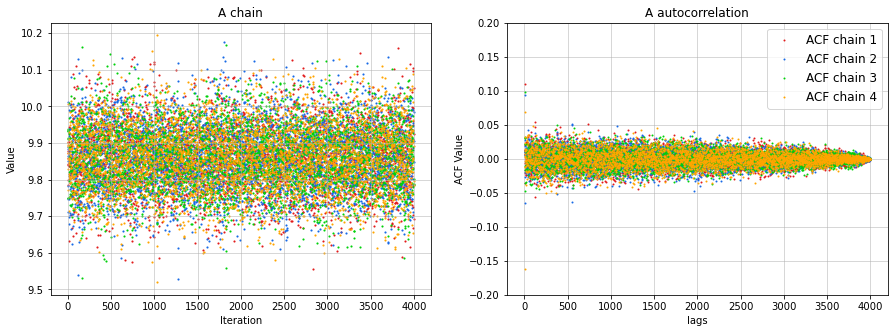 A chain
10.2
10.1
10.0
9.9
9.8
9.7
9.6
9.5
Value
0 500 1000 1500 2000 2500 3000 3500 4000
Iteration
A autocorrelation
0.20
0.15
0.10
0.05
0.00
−0.05
−0.10
−0.15
−0.20
ACF Value
ACF chain 1
ACF chain 2
ACF chain 3
ACF chain 4
0 500 1000 1500 2000 2500 3000 3500 4000
lags